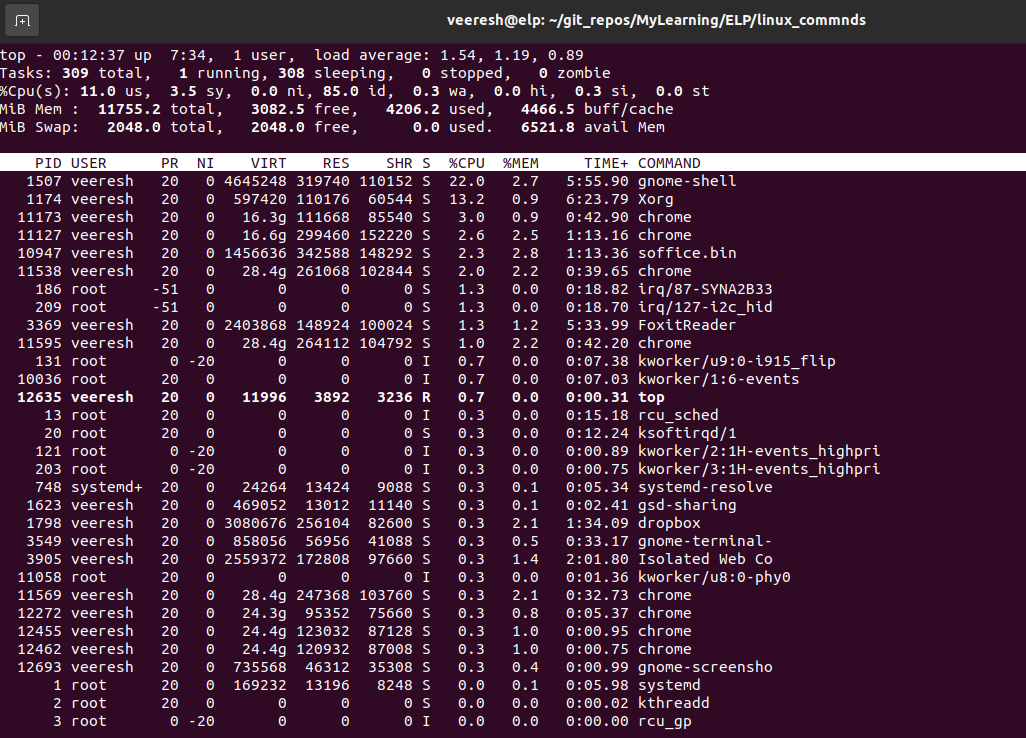 veeresh@elp: ~/git_repos/MyLearning/ELP/linux_commnds
top - 00:12:37 up  7:34,  1 user,  load average: 1.54, 1.19, 0.89
Tasks: 309 total,   1 running, 308 sleeping,   0 stopped,   0 zombie
%Cpu(s): 11.0 us,  3.5 sy,  0.0 ni, 85.0 id,  0.3 wa,  0.0 hi,  0.3 si,  0.0 st
MiB Mem :  11755.2 total,   3082.5 free,   4206.2 used,   4466.5 buff/cache
MiB Swap:   2048.0 total,   2048.0 free,      0.0 used.   6521.8 avail Mem
PID USER      PR  NI    VIRT    RES    SHR S  %CPU  %MEM     TIME+ COMMAND
1507 veeresh   20   0 4645248 319740 110152 S  22.0   2.7   5:55.90 gnome-shell
1174 veeresh   20   0  597420 110176  60544 S  13.2   0.9   6:23.79 Xorg
11173 veeresh   20   0   16.3g 111668  85540 S   3.0   0.9   0:42.90 chrome
11127 veeresh   20   0   16.6g 299460 152220 S   2.6   2.5   1:13.16 chrome
10947 veeresh   20   0 1456636 342588 148292 S   2.3   2.8   1:13.36 soffice.bin
11538 veeresh   20   0   28.4g 261068 102844 S   2.0   2.2   0:39.65 chrome
186 root     -51   0       0      0      0 S   1.3   0.0   0:18.82 irq/87-SYNA2B33
209 root     -51   0       0      0      0 S   1.3   0.0   0:18.70 irq/127-i2c_hid
3369 veeresh   20   0 2403868 148924 100024 S   1.3   1.2   5:33.99 FoxitReader
11595 veeresh   20   0   28.4g 264112 104792 S   1.0   2.2   0:42.20 chrome
131 root       0 -20       0      0      0 I   0.7   0.0   0:07.38 kworker/u9:0-i915_flip
10036 root      20   0       0      0      0 I   0.7   0.0   0:07.03 kworker/1:6-events
12635 veeresh   20   0   11996   3892   3236 R   0.7   0.0   0:00.31 top
13 root      20   0       0      0      0 I   0.3   0.0   0:15.18 rcu_sched
20 root      20   0       0      0      0 S   0.3   0.0   0:12.24 ksoftirqd/1
121 root       0 -20       0      0      0 I   0.3   0.0   0:00.89 kworker/2:1H-events_highpri
203 root       0 -20       0      0      0 I   0.3   0.0   0:00.75 kworker/3:1H-events_highpri
748 systemd+  20   0   24264  13424   9088 S   0.3   0.1   0:05.34 systemd-resolve
1623 veeresh   20   0  469052  13012  11140 S   0.3   0.1   0:02.41 gsd-sharing
1798 veeresh   20   0 3080676 256104  82600 S   0.3   2.1   1:34.09 dropbox
3549 veeresh   20   0  858056  56956  41088 S   0.3   0.5   0:33.17 gnome-terminal-
3905 veeresh   20   0 2559372 172808  97660 S   0.3   1.4   2:01.80 Isolated Web Co
11058 root      20   0       0      0      0 I   0.3   0.0   0:01.36 kworker/u8:0-phy0
11569 veeresh   20   0   28.4g 247368 103760 S   0.3   2.1   0:32.73 chrome
12272 veeresh   20   0   24.3g  95352  75660 S   0.3   0.8   0:05.37 chrome
12455 veeresh   20   0   24.4g 123032  87128 S   0.3   1.0   0:00.95 chrome
12462 veeresh   20   0   24.4g 120932  87008 S   0.3   1.0   0:00.75 chrome
12693 veeresh   20   0  735568  46312  35308 S   0.3   0.4   0:00.99 gnome-screensho
1 root      20   0  169232  13196   8248 S   0.0   0.1   0:05.98 systemd
2 root      20   0       0      0      0 S   0.0   0.0   0:00.02 kthreadd
3 root       0 -20       0      0      0 I   0.0   0.0   0:00.00 rcu_gp